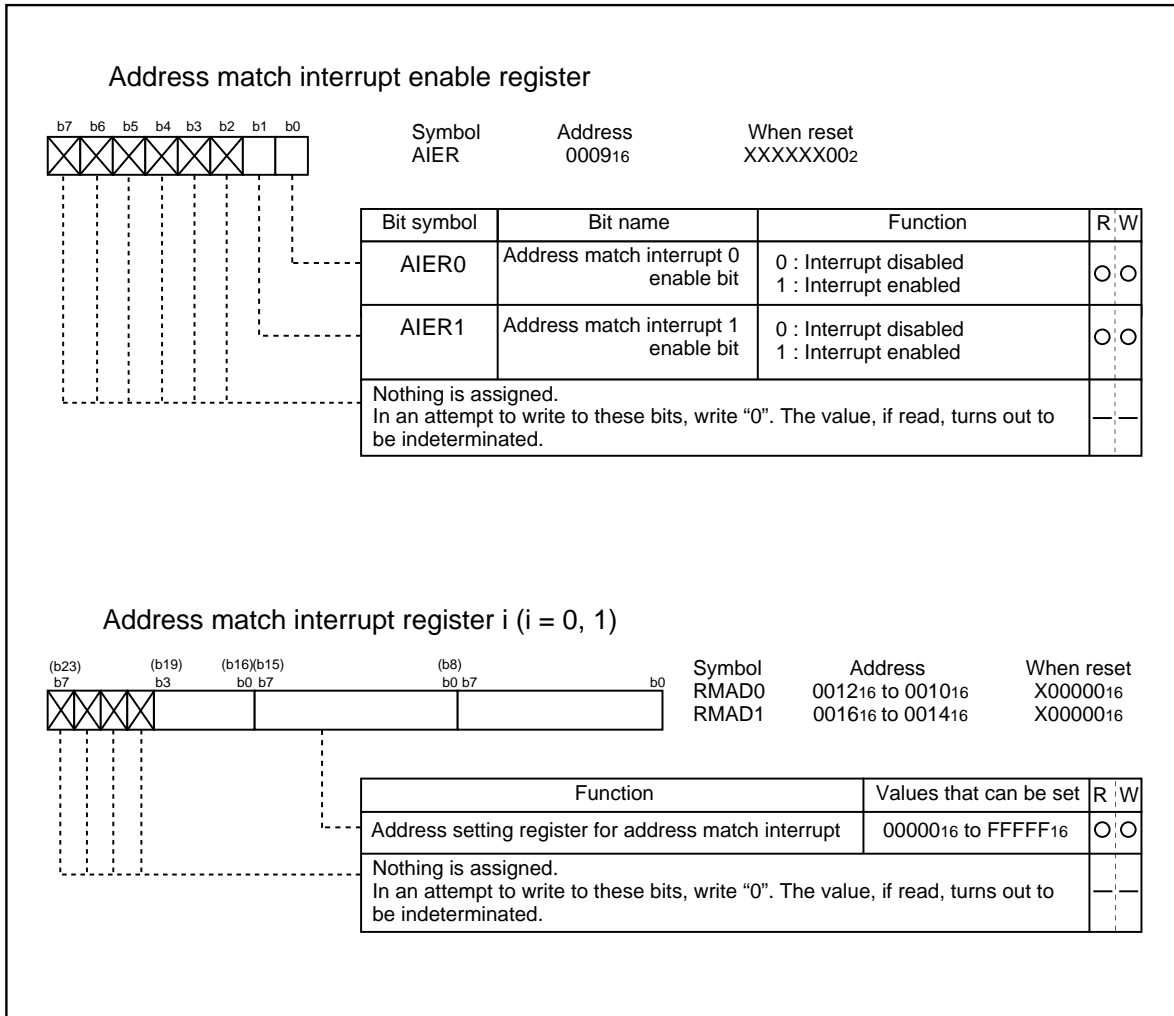 Address match interrupt enable register
b7 b6 b5 b4 b3 b2 b1 b0
Symbol Address When reset
AIER 000916 XXXXXX002
Bit symbol Bit name Function R W
AIER0 Address match interrupt 0 enable bit 0 : Interrupt disabled
1 : Interrupt enabled
AIER1 Address match interrupt 1 enable bit 0 : Interrupt disabled
1 : Interrupt enabled
Nothing is assigned.
In an attempt to write to these bits, write “0”. The value, if read, turns out to
be indeterminated.
Address match interrupt register i (i = 0, 1)
(b23) (b19) (b16)(b15) (b8)
b7 b3 b0 b7 b0 b7 b0
Symbol Address When reset
RMAD0 001216 to 001016 X0000016
RMAD1 001616 to 001416 X0000016
Function Values that can be set R W
Address setting register for address match interrupt 0000016 to FFFFF16
Nothing is assigned.
In an attempt to write to these bits, write “0”. The value, if read, turns out to
be indeterminated.